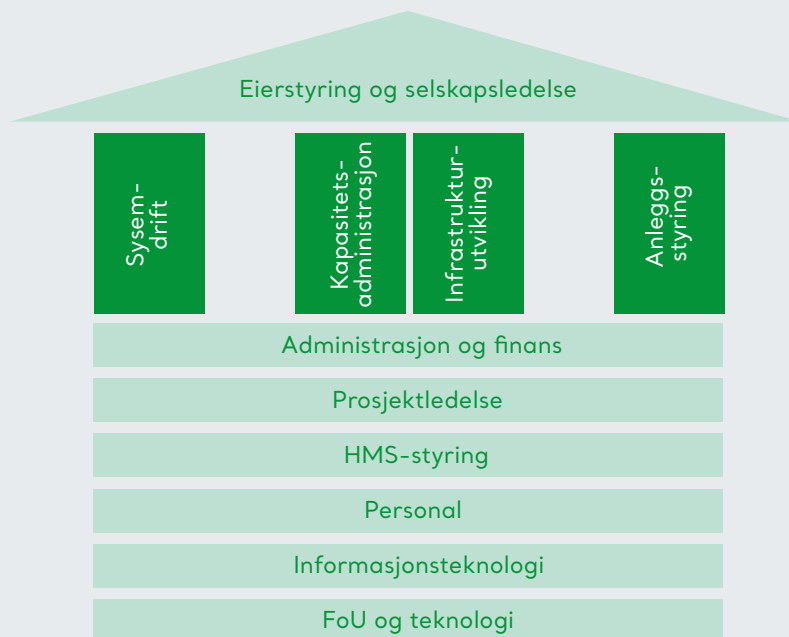 Eierstyring og selskapsledelse
Sysem-
drift
Kapasitets-
administrasjon
Infrastruktur-
utvikling
Anleggs-
styring
Administrasjon og finans
Prosjektledelse
HMS-styring
Personal
Informasjonsteknologi
FoU og teknologi